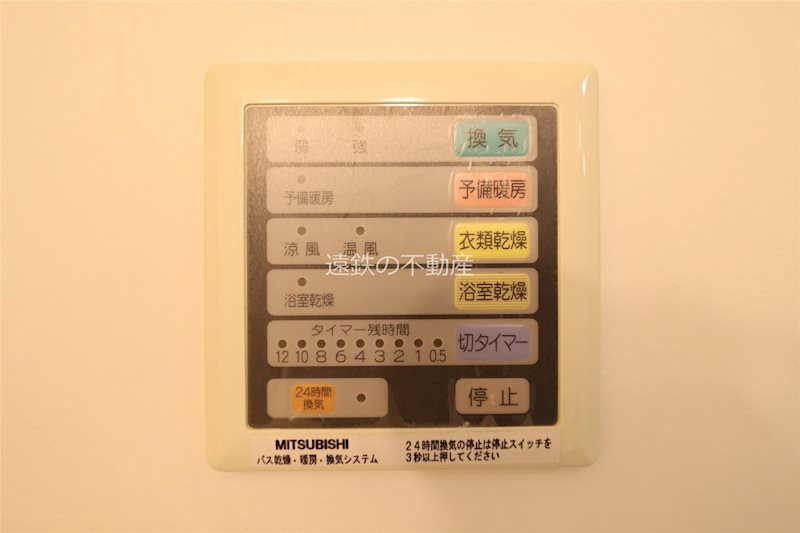 弱 強 換気
予備暖房 予備暖房
涼風 温風 衣類乾燥
遠鉄の不動産
浴室乾燥 浴室乾燥
タイマー残時間
12 10 8 6 4 3 2 1 0.5 切タイマー
24時間
換気
停止
MITSUBISHI
バス乾燥・暖房・換気システム
24時間換気の停止は停止スイッチを
3秒以上押してください